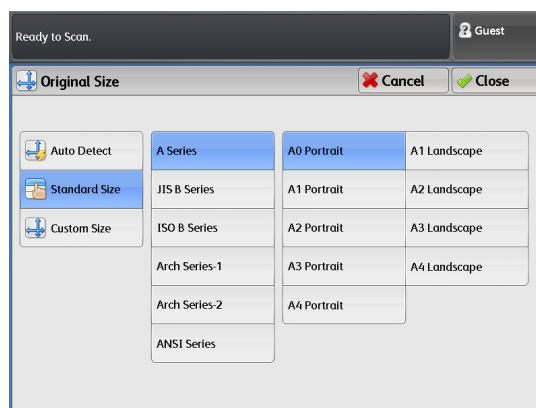 Ready to Scan.
Guest
Original Size
Cancel
Close
Auto Detect
A Series
A0 Portrait
A1 Landscape
Standard Size
JIS B Series
A1 Portrait
A2 Landscape
Custom Size
ISO B Series
A2 Portrait
A3 Landscape
Arch Series-1
A3 Portrait
A4 Landscape
Arch Series-2
A4 Portrait
ANSI Series